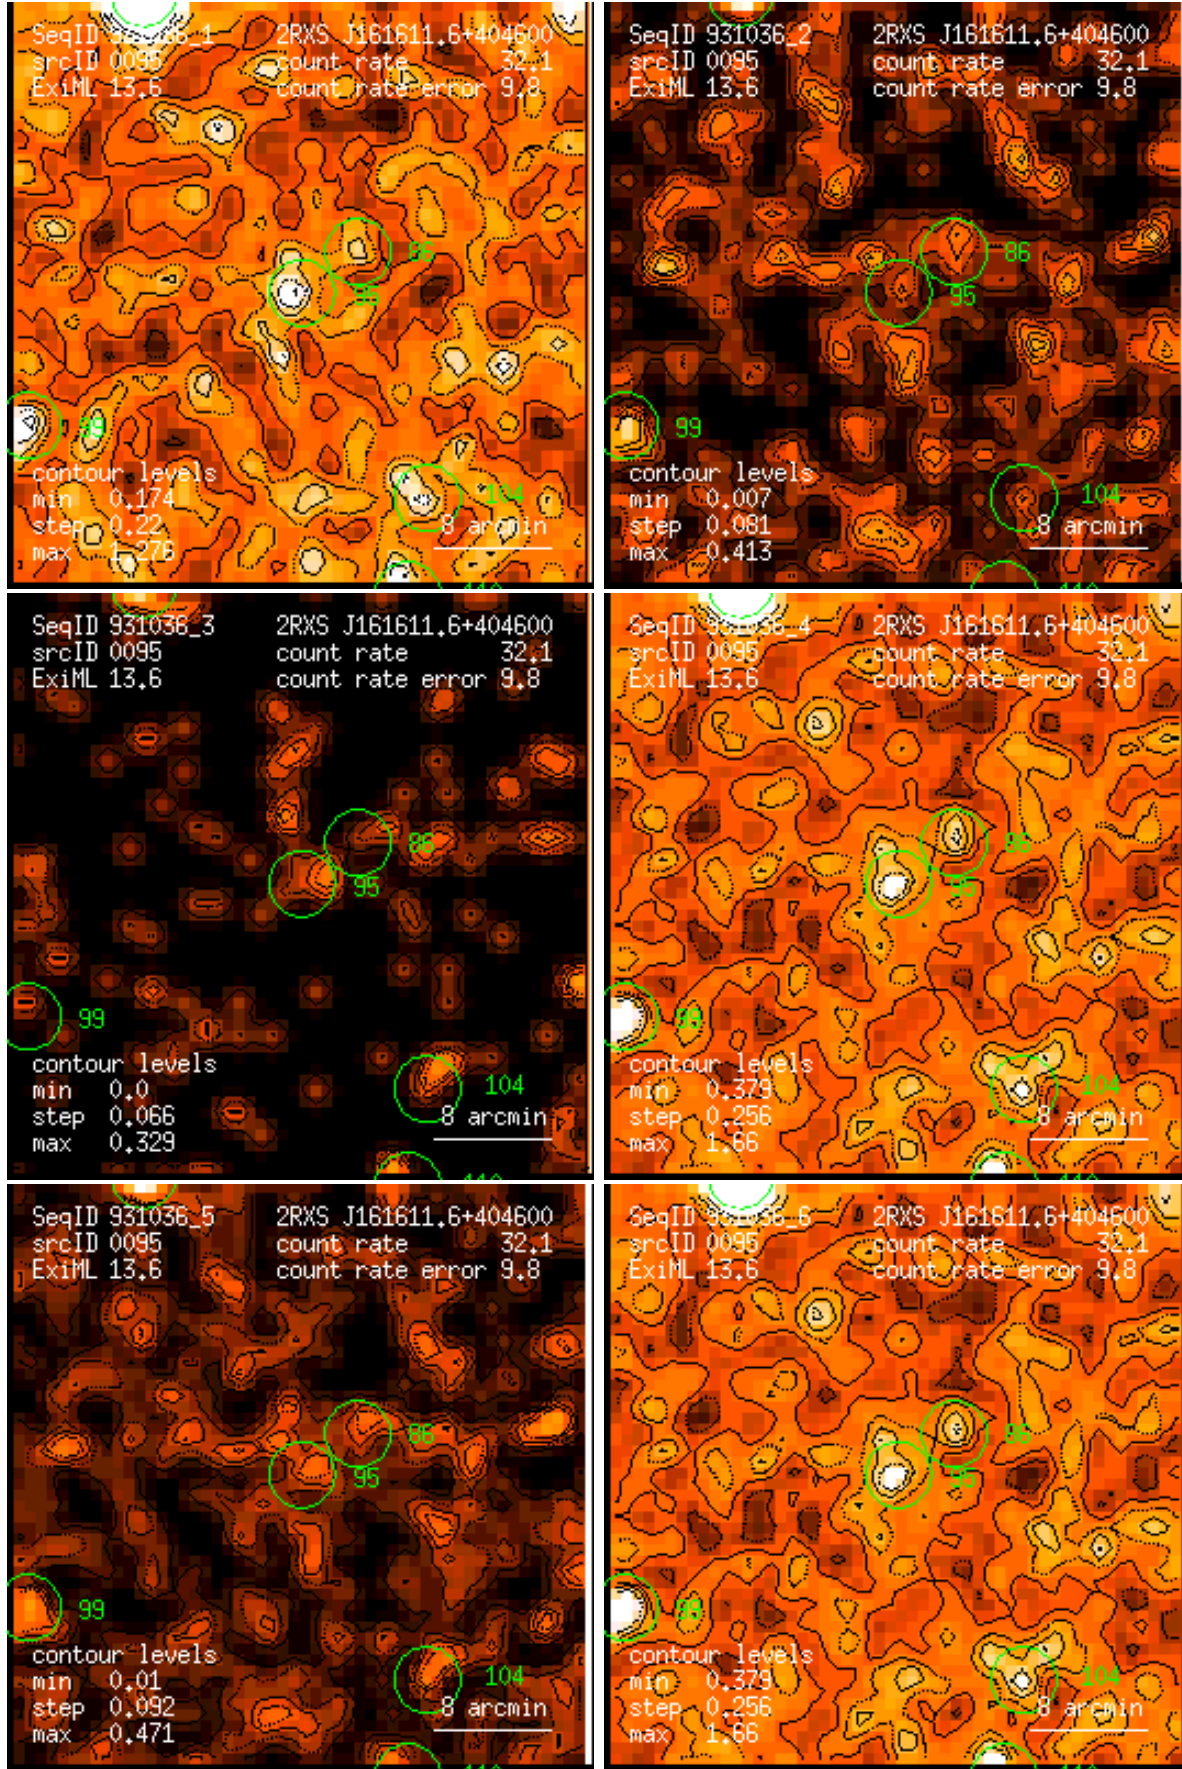 SeqID 931036_1 2RXS J161611.6+404600
srcID 0095 count rate 32.1
ExiML 13.6 count rate error 9.8
86
95
99
contour levels
min 0.174
104
step 0.22
8 arcmin
max 1.276
SeqID 931036_2 2RXS J161611.6+404600
srcID 0095 count rate 32.1
ExiML 13.6 count rate error 9.8
86
95
99
contour levels
min 0.007
104
step 0.081
8 arcmin
max 0.413
SeqID 931036_3 2RXS J161611.6+404600
srcID 0095 count rate 32.1
ExiML 13.6 count rate error 9.8
86
95
99
contour levels
min 0.0
104
step 0.066
8 arcmin
max 0.329
SeqID 931036_4 2RXS J161611.6+404600
srcID 0095 count rate 32.1
ExiML 13.6 count rate error 9.8
86
95
99
contour levels
min 0.379
104
step 0.256
8 arcmin
max 1.66
SeqID 931036_5 2RXS J161611.6+404600
srcID 0095 count rate 32.1
ExiML 13.6 count rate error 9.8
86
95
99
contour levels
min 0.01
104
step 0.092
8 arcmin
max 0.471
SeqID 931036_6 2RXS J161611.6+404600
srcID 0095 count rate 32.1
ExiML 13.6 count rate error 9.8
86
95
99
contour levels
min 0.379
104
step 0.256
8 arcmin
max 1.66